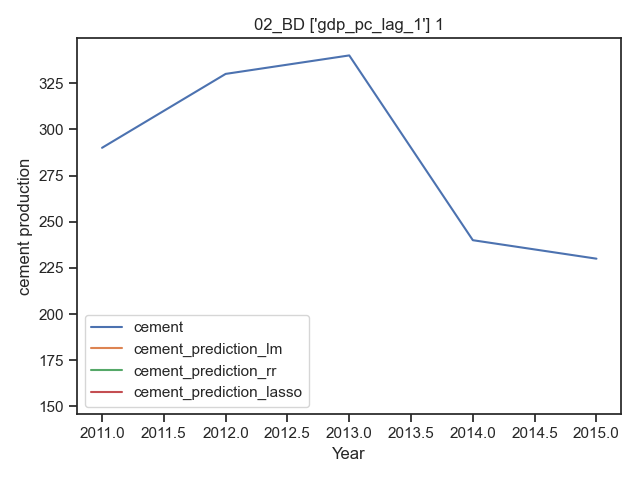 02_BD ['gdp_pc_lag_1'] 1
cement production
325
300
275
250
225
200
175
150
cement
cement_prediction_lm
cement_prediction_rr
cement_prediction_lasso
2011.0 2011.5 2012.0 2012.5 2013.0 2013.5 2014.0 2014.5 2015.0
Year